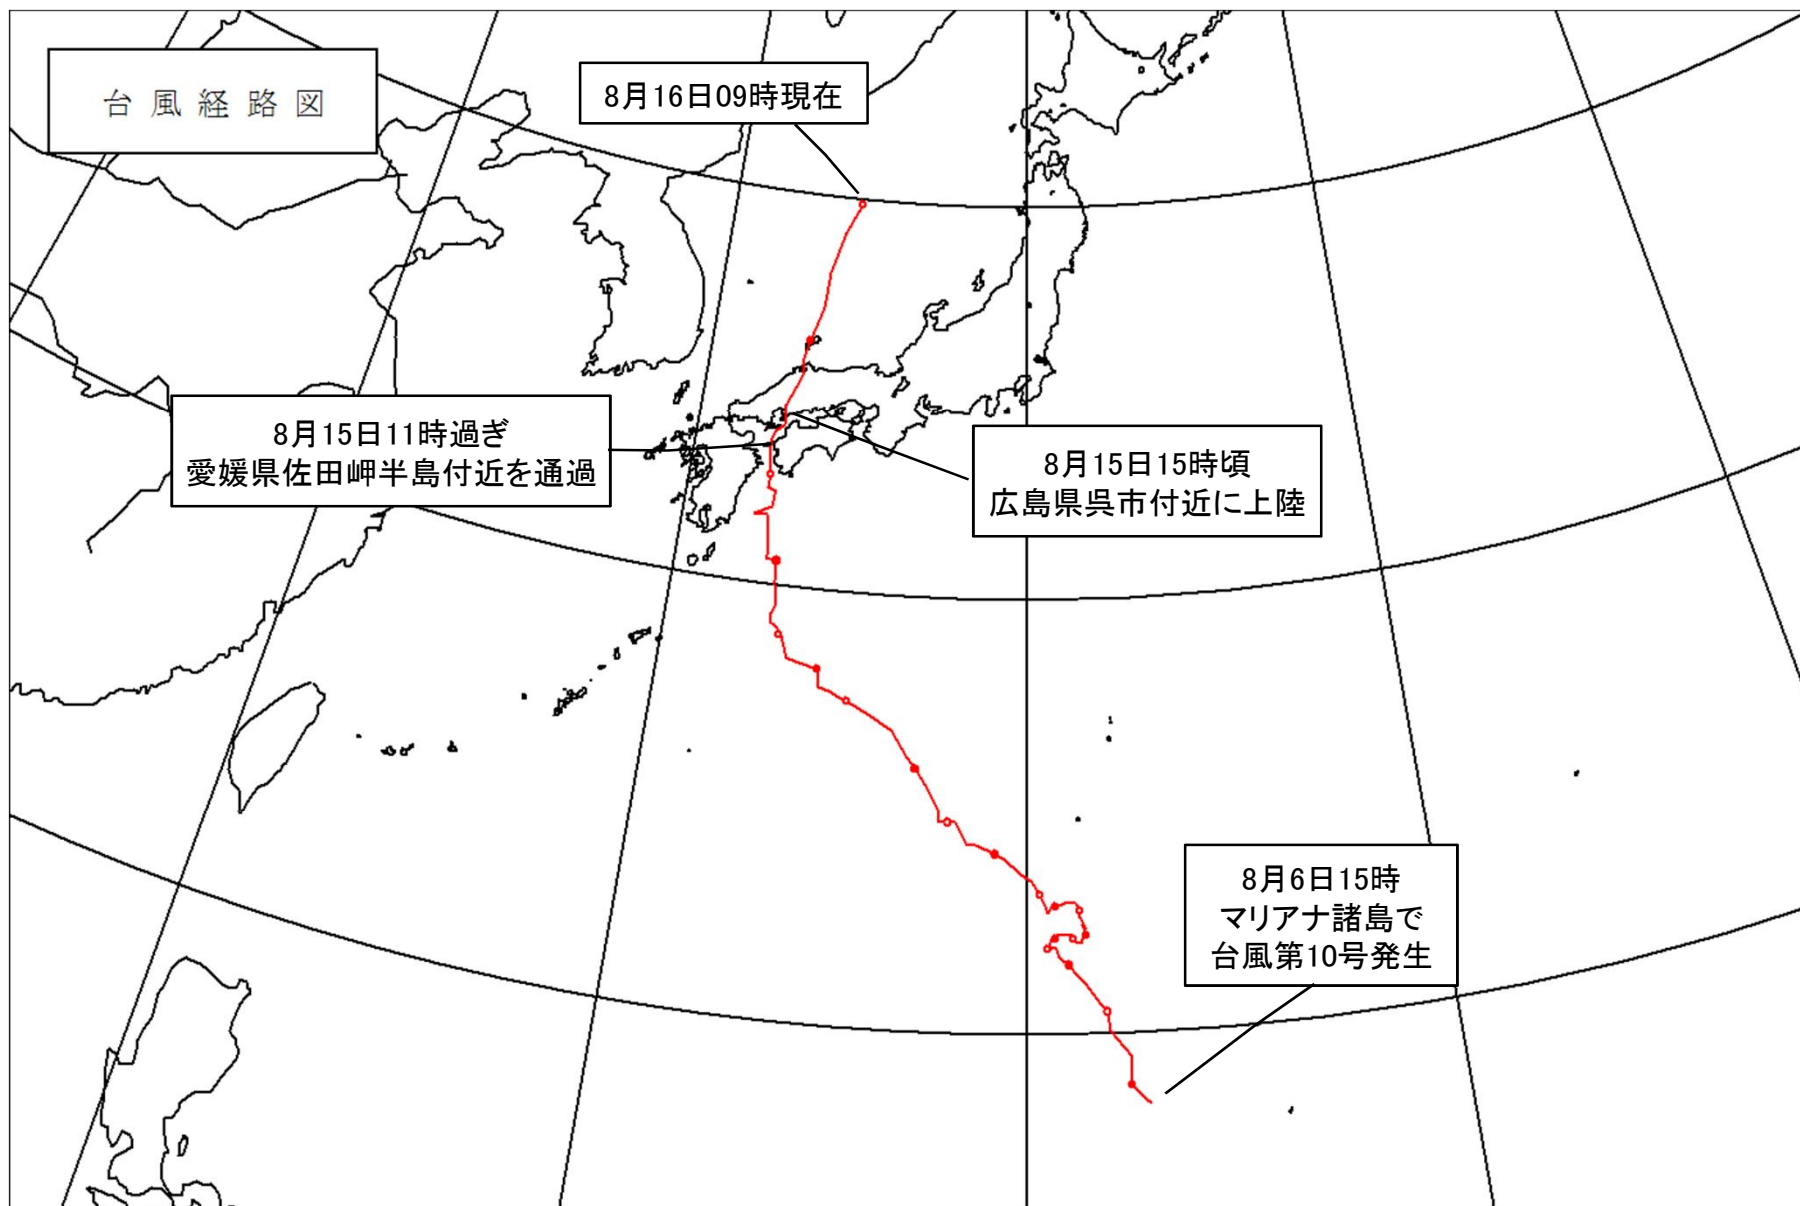 台風経路図
8月16日09時現在
8月15日11時過ぎ
愛媛県佐田岬半島付近を通過
8月15日15時頃
広島県呉市付近に上陸
8月6日15時
マリアナ諸島で
台風第10号発生